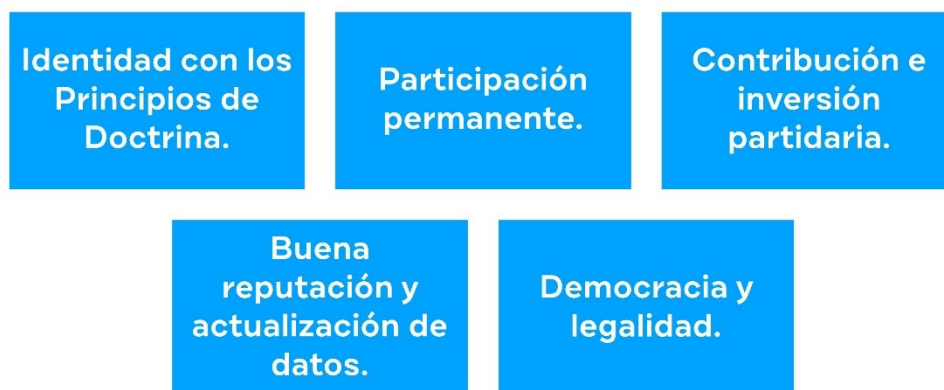 Identidad con los
Principios de
Doctrina.
Participación
permanente.
Contribución e
inversión
partidaria.
Buena
reputación y
actualización de
datos.
Democracia y
legalidad.